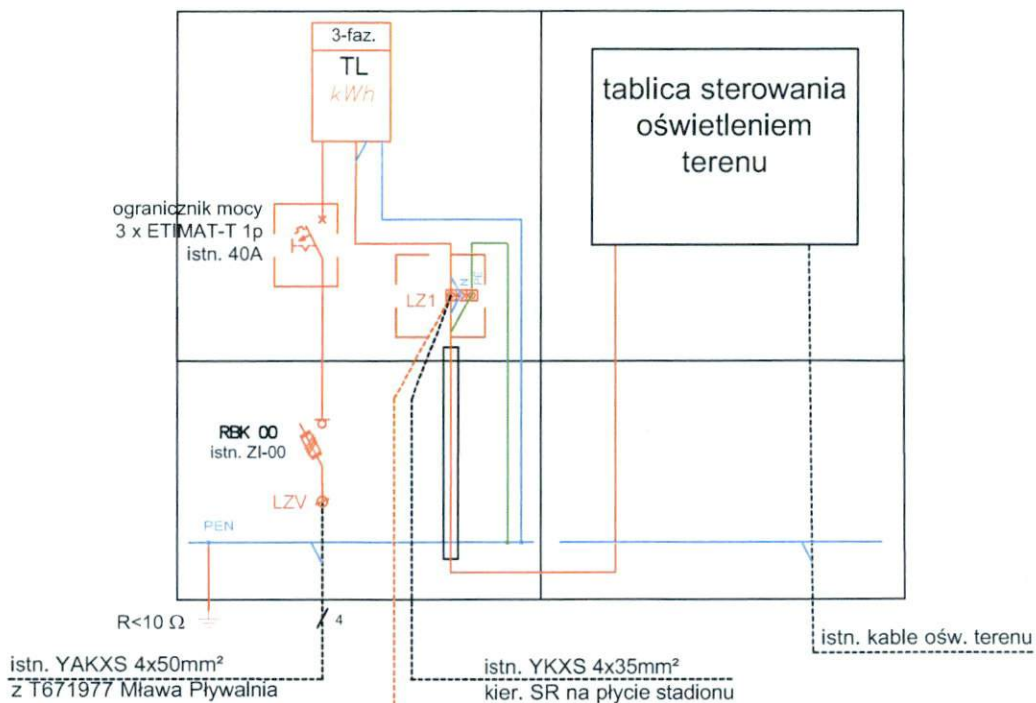 3-faz.
TL
kWh
tablica sterowania
oświetleniem
terenu
ogranicznik mocy
3 x ETIMAT-T 1p
istn. 40A
LZ1
N
PE
RBK 00
istn. ZI-00
LZV
PEN
R<10 Ω
4
istn. kable ośw. terenu
istn. YAKXS 4x50mm²
z T671977 Mława Pływalnia
istn. YKXS 4x35mm²
kier. SR na płycie stadionu